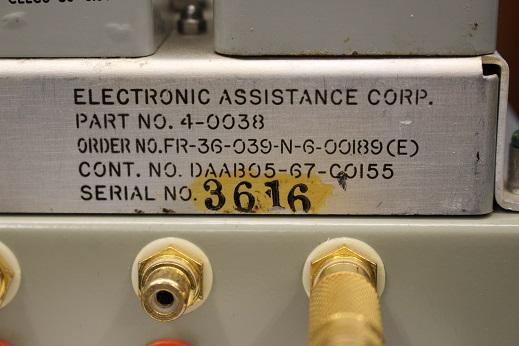 ELECTRONIC ASSISTANCE CORP.
PART NO. 4-0038
ORDER NO. FR-36-039-N-6-00189(E)
CONT. NO. DAAB05-67-C0155
SERIAL NO. 3616